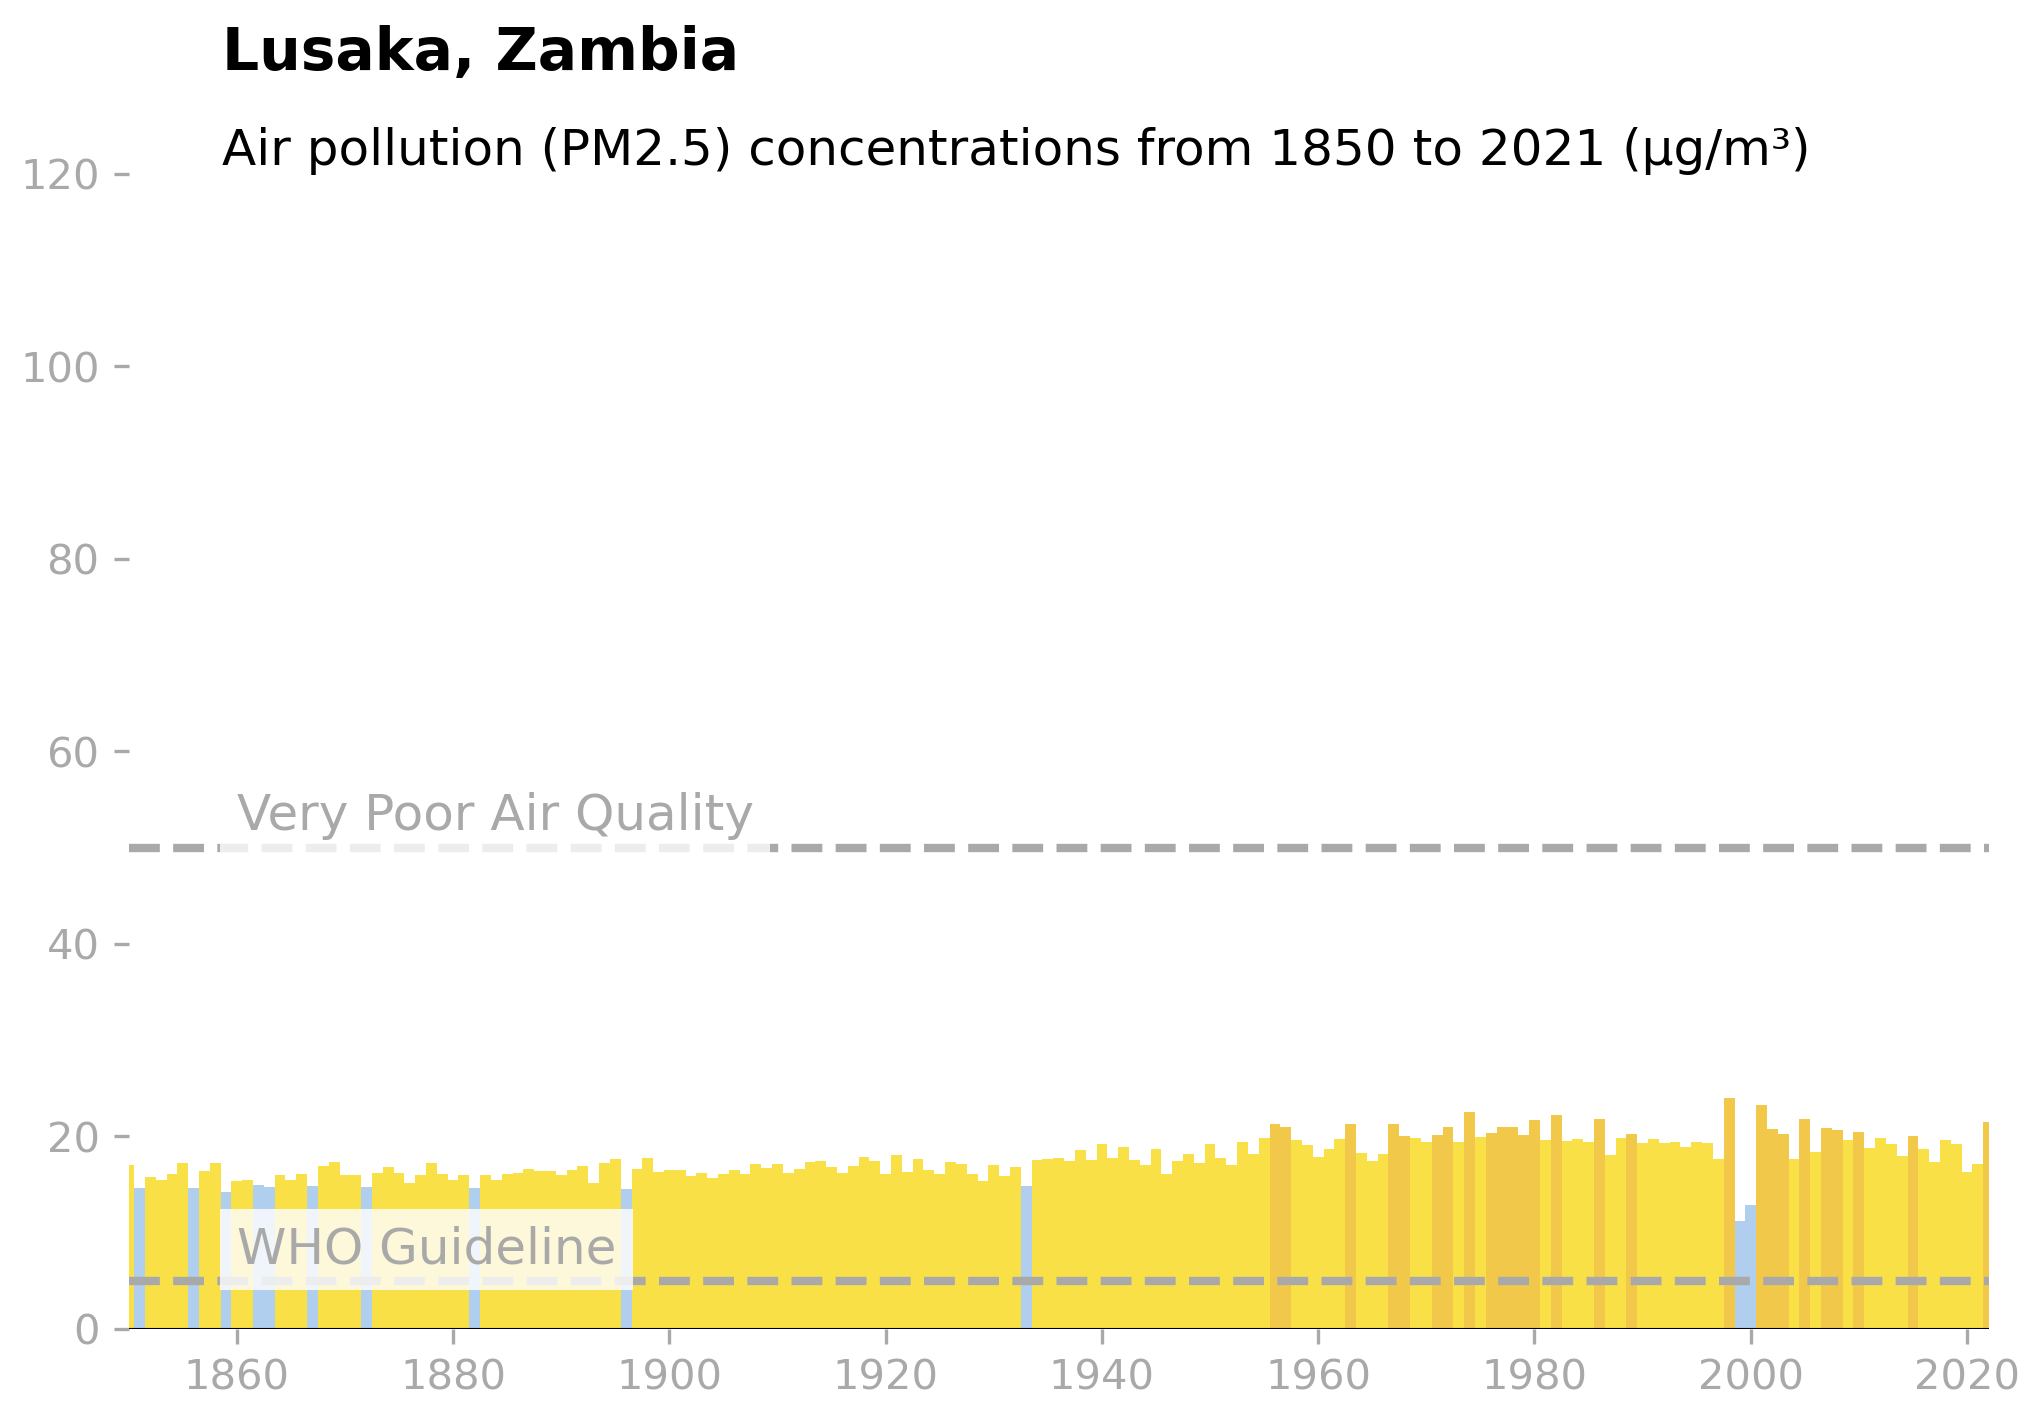 Lusaka, Zambia
Air pollution (PM2.5) concentrations from 1850 to 2021 (µg/m³)
120
100
80
60
Very Poor Air Quality
40
20
WHO Guideline
0
1860 1880 1900 1920 1940 1960 1980 2000 2020